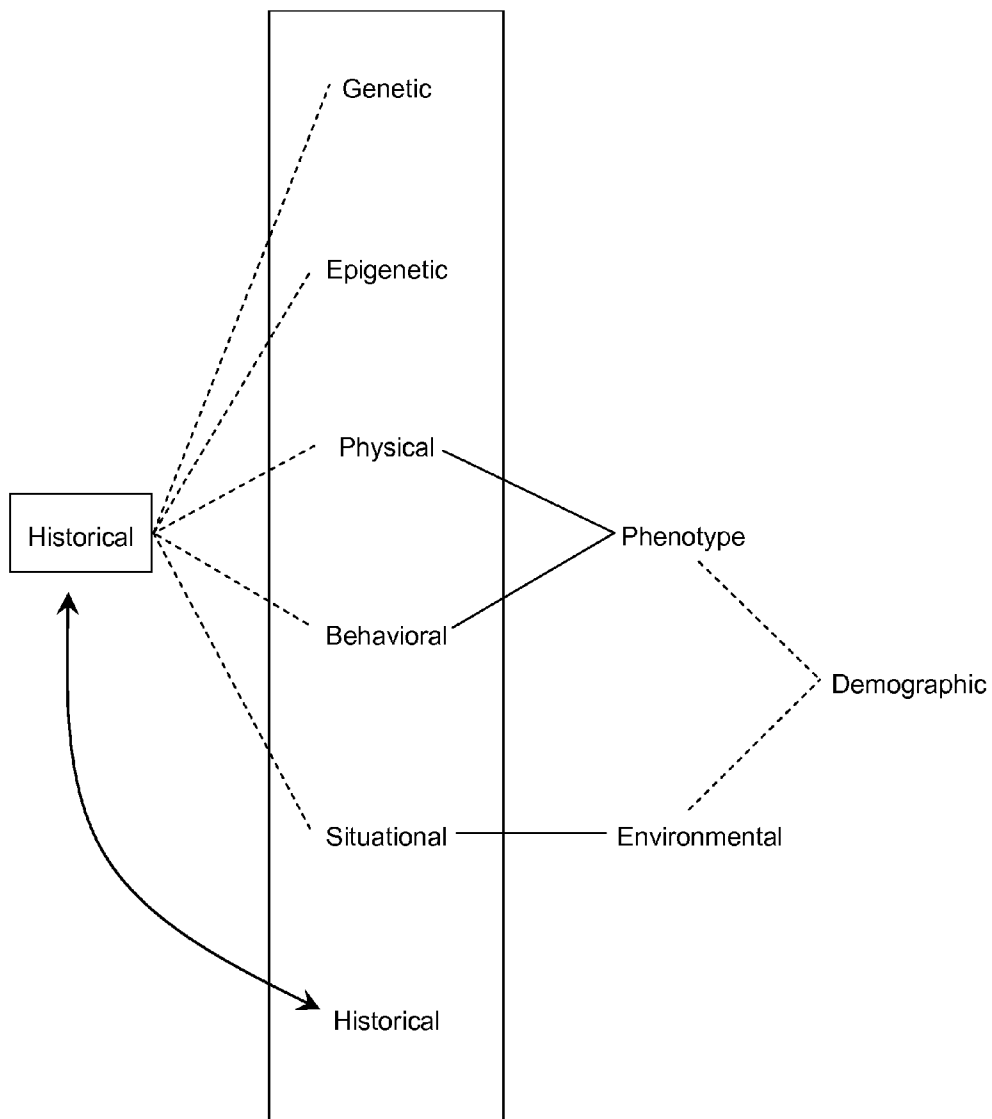 Genetic
Epigenetic
Physical
Historical
Phenotype
Behavioral
Demographic
Situational
Environmental
Historical